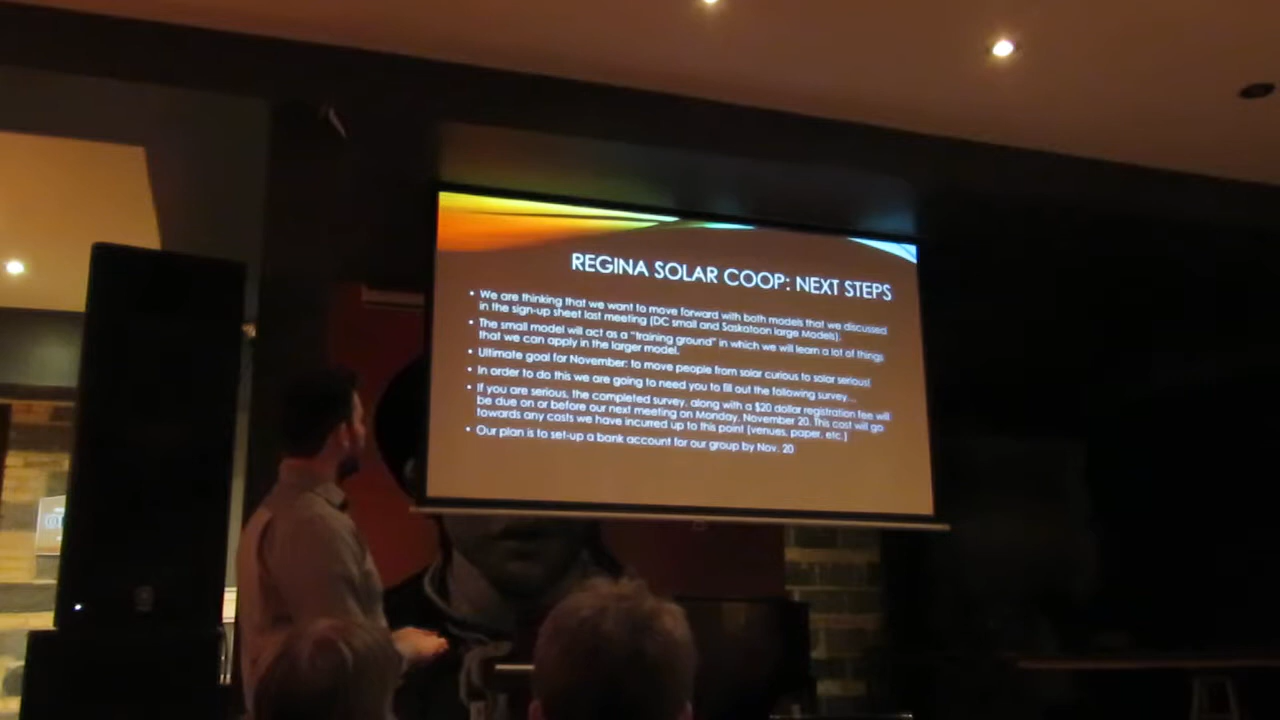 REGINA SOLAR COOP: NEXT STEPS
• We are thinking that we want to move forward with both models that we discussed
in the sign-up sheet last meeting (DC small and Saskatoon large Models).
• The small model will act as a "training ground" in which we will learn a lot of things
that we can apply in the larger model.
• Ultimate goal for November: to move people from solar curious to solar serious!
• In order to do this we are going to need you to fill out the following survey...
• If you are serious, the completed survey, along with a $20 dollar registration fee will
be due on or before our next meeting on Monday, November 20. This cost will go
towards any costs we have incurred up to this point (venues, paper, etc.)
• Our plan is to set-up a bank account for our group by Nov. 20